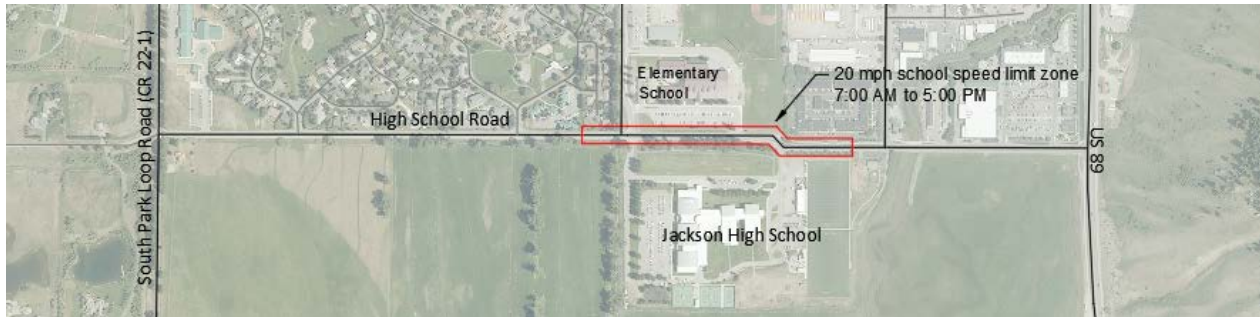 South Park Loop Road (CR 22-1)
High School Road
Elementary
School
20 mph school speed limit zone
7:00 AM to 5:00 PM
US 89
Jackson High School